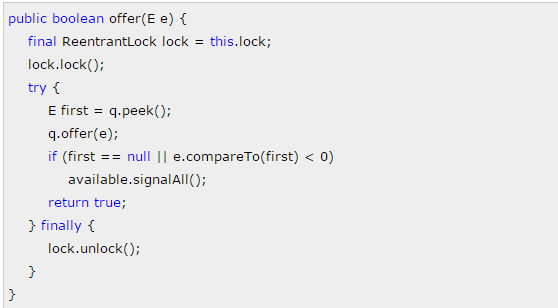 public boolean offer(E e) {
    final ReentrantLock lock = this.lock;
    lock.lock();
    try {
        E first = q.peek();
        q.offer(e);
        if (first == null || e.compareTo(first) < 0)
            available.signalAll();
        return true;
    } finally {
        lock.unlock();
    }
}